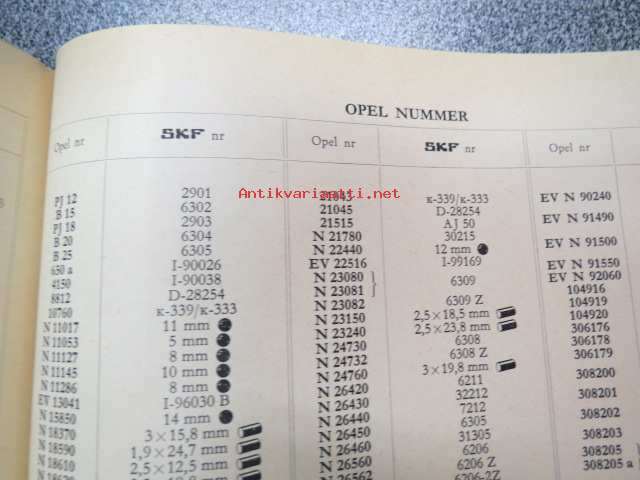 OPEL NUMMER
Opel nr SKF nr Opel nr SKF nr Opel nr
Antikvariaatti.net
PJ 12 2901 21043 K-339/K-333 EV N 90240
B 15 6302 21045 D-28254
PJ 18 2903 21515 AJ 50 EV N 91490
B 20 6304 N 21780 30215
B 25 6305 N 22440 12 mm EV N 91500
650 a I-90026 EV 22516 I-99169 EV N 91550
4150 I-90038 N 23080 6309 EV N 92060
8812 D-28254 N 23081 104916
10760 K-339/K-333 N 23082 6309 Z 104919
N 11017 11 mm N 23150 2,5×18,5 mm 104920
N 11053 5 mm N 23240 2,5×23,8 mm 306176
N 11127 8 mm N 24730 6308 306178
N 11145 10 mm N 24732 6308 Z 306179
N 11286 8 mm N 24760 3×19,8 mm
EV 13041 I-96030 B N 26420 6211 308200
N 15850 14 mm N 26430 32212 308201
N 18370 3×15,8 mm N 26440 7212 308202
N 18590 1,9×24,7 mm N 26450 6305
N 18610 2,5×12,5 mm N 26460 31305 308203
N 26560 6206 308205
N 26562 6206 Z 308205 a
6206-2Z